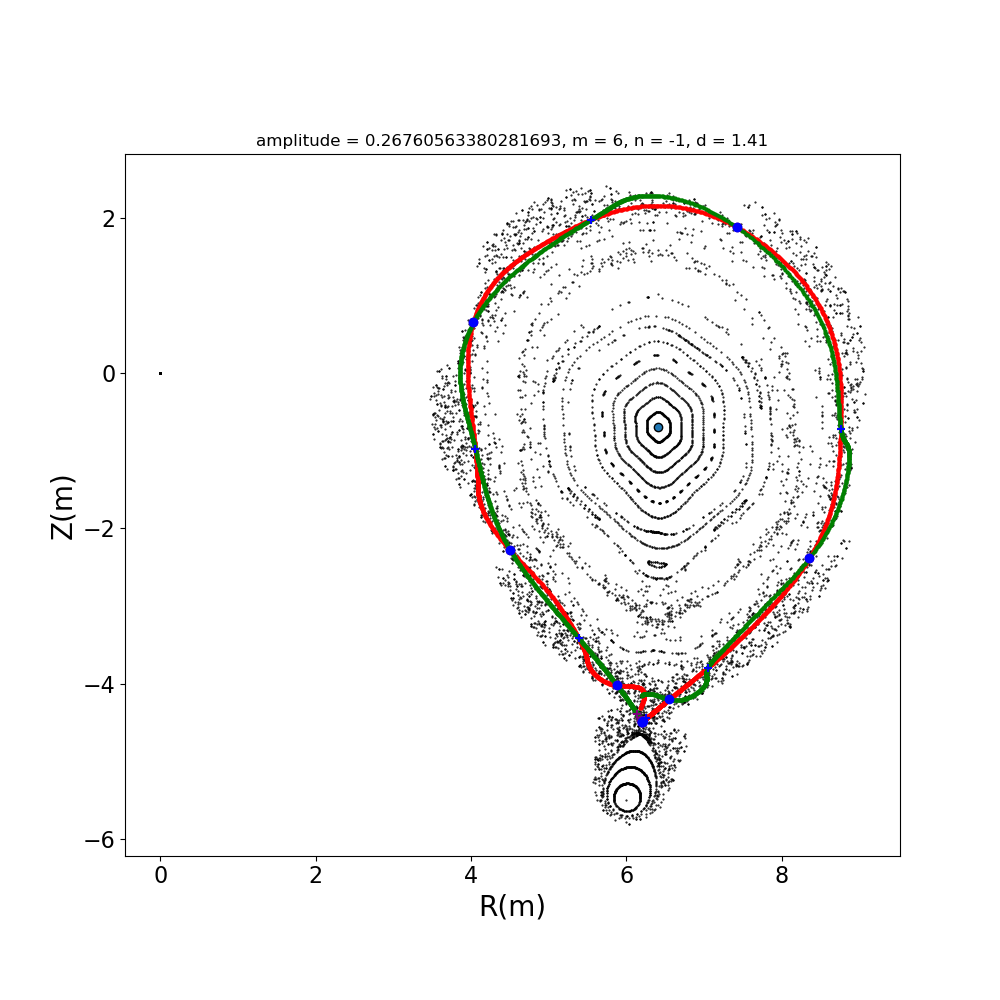 amplitude = 0.26760563380281693, m = 6, n = -1, d = 1.41
2
0
−2
−4
−6
Z(m)
0 2 4 6 8
R(m)